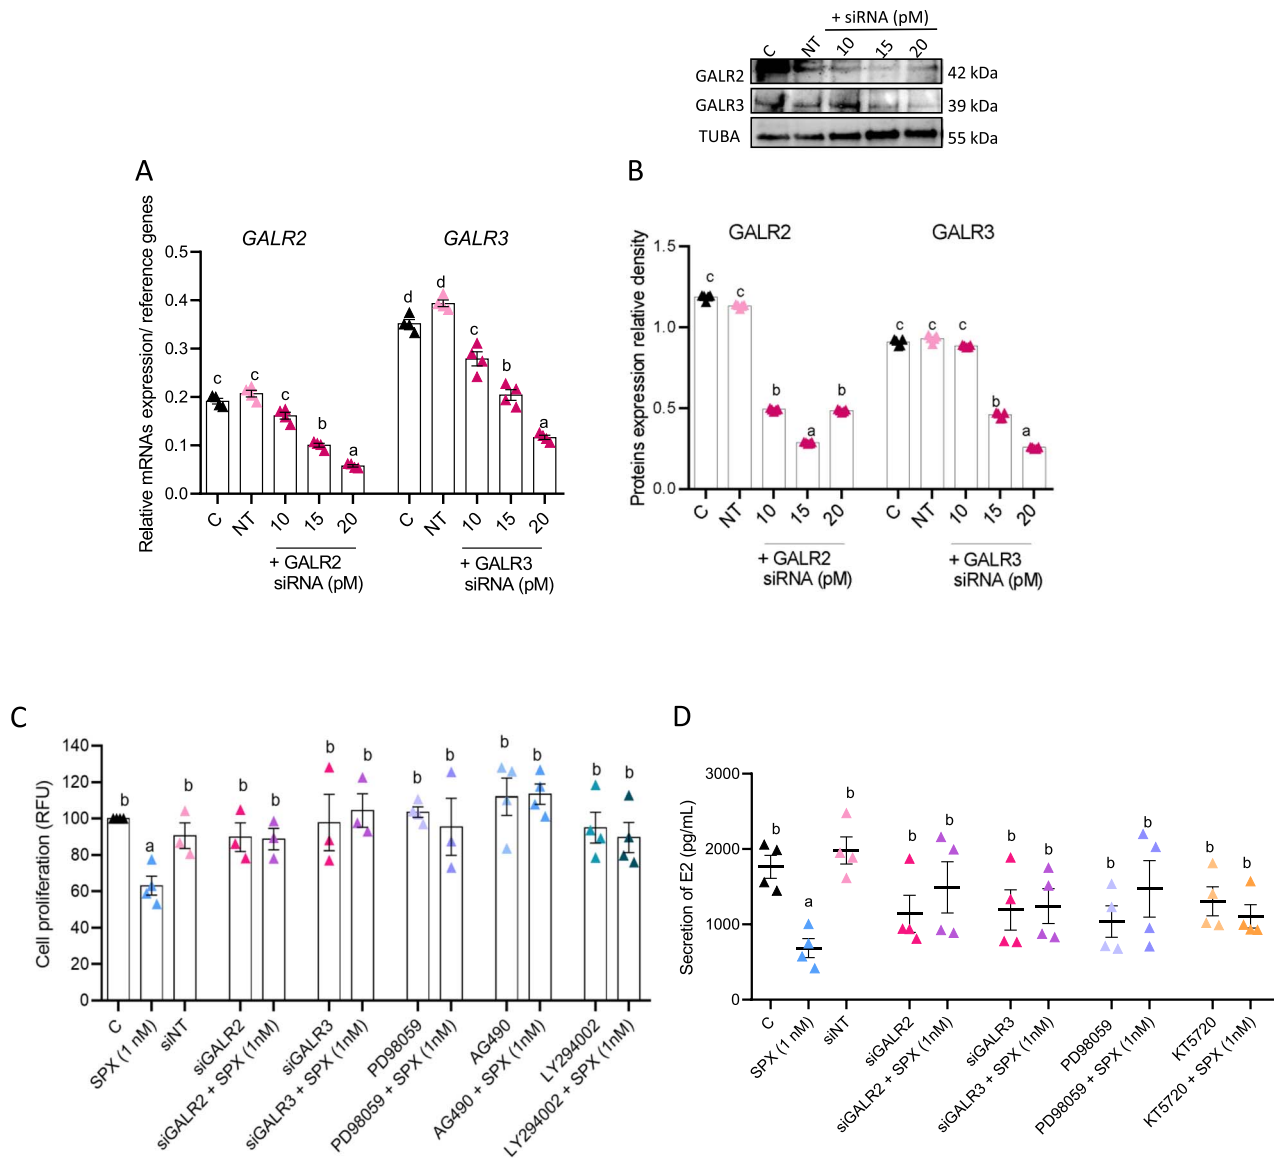 + siRNA (pM)
C NT 10 15 20
GALR2 42 kDa
GALR3 39 kDa
TUBA 55 kDa
A
Relative mRNAs expression/ reference genes
GALR2 GALR3
0.5
0.4
0.3
0.2
0.1
0.0
c c c b a d d c b a
C NT 10 15 20 C NT 10 15 20
+ GALR2 + GALR3
siRNA (pM) siRNA (pM)
B
Proteins expression relative density
GALR2 GALR3
1.5
1.0
0.5
0.0
c c b a b c c c b a
C NT 10 15 20 C NT 10 15 20
+ GALR2 + GALR3
siRNA (pM) siRNA (pM)
C
Cell proliferation (RFU)
140
120
100
80
60
40
20
0
b a b b b b b b b b b b b
C
SPX (1 nM)
siNT
siGALR2
siGALR2 + SPX (1nM)
siGALR3
siGALR3 + SPX (1nM)
PD98059
PD98059 + SPX (1nM)
AG490
AG490 + SPX (1nM)
LY294002
LY294002 + SPX (1nM)
D
Secretion of E2 (pg/mL)
3000
2000
1000
0
b a b b b b b b b b b
C
SPX (1 nM)
siNT
siGALR2
siGALR2 + SPX (1nM)
siGALR3
siGALR3 + SPX (1nM)
PD98059
PD98059 + SPX (1nM)
KT5720
KT5720 + SPX (1nM)